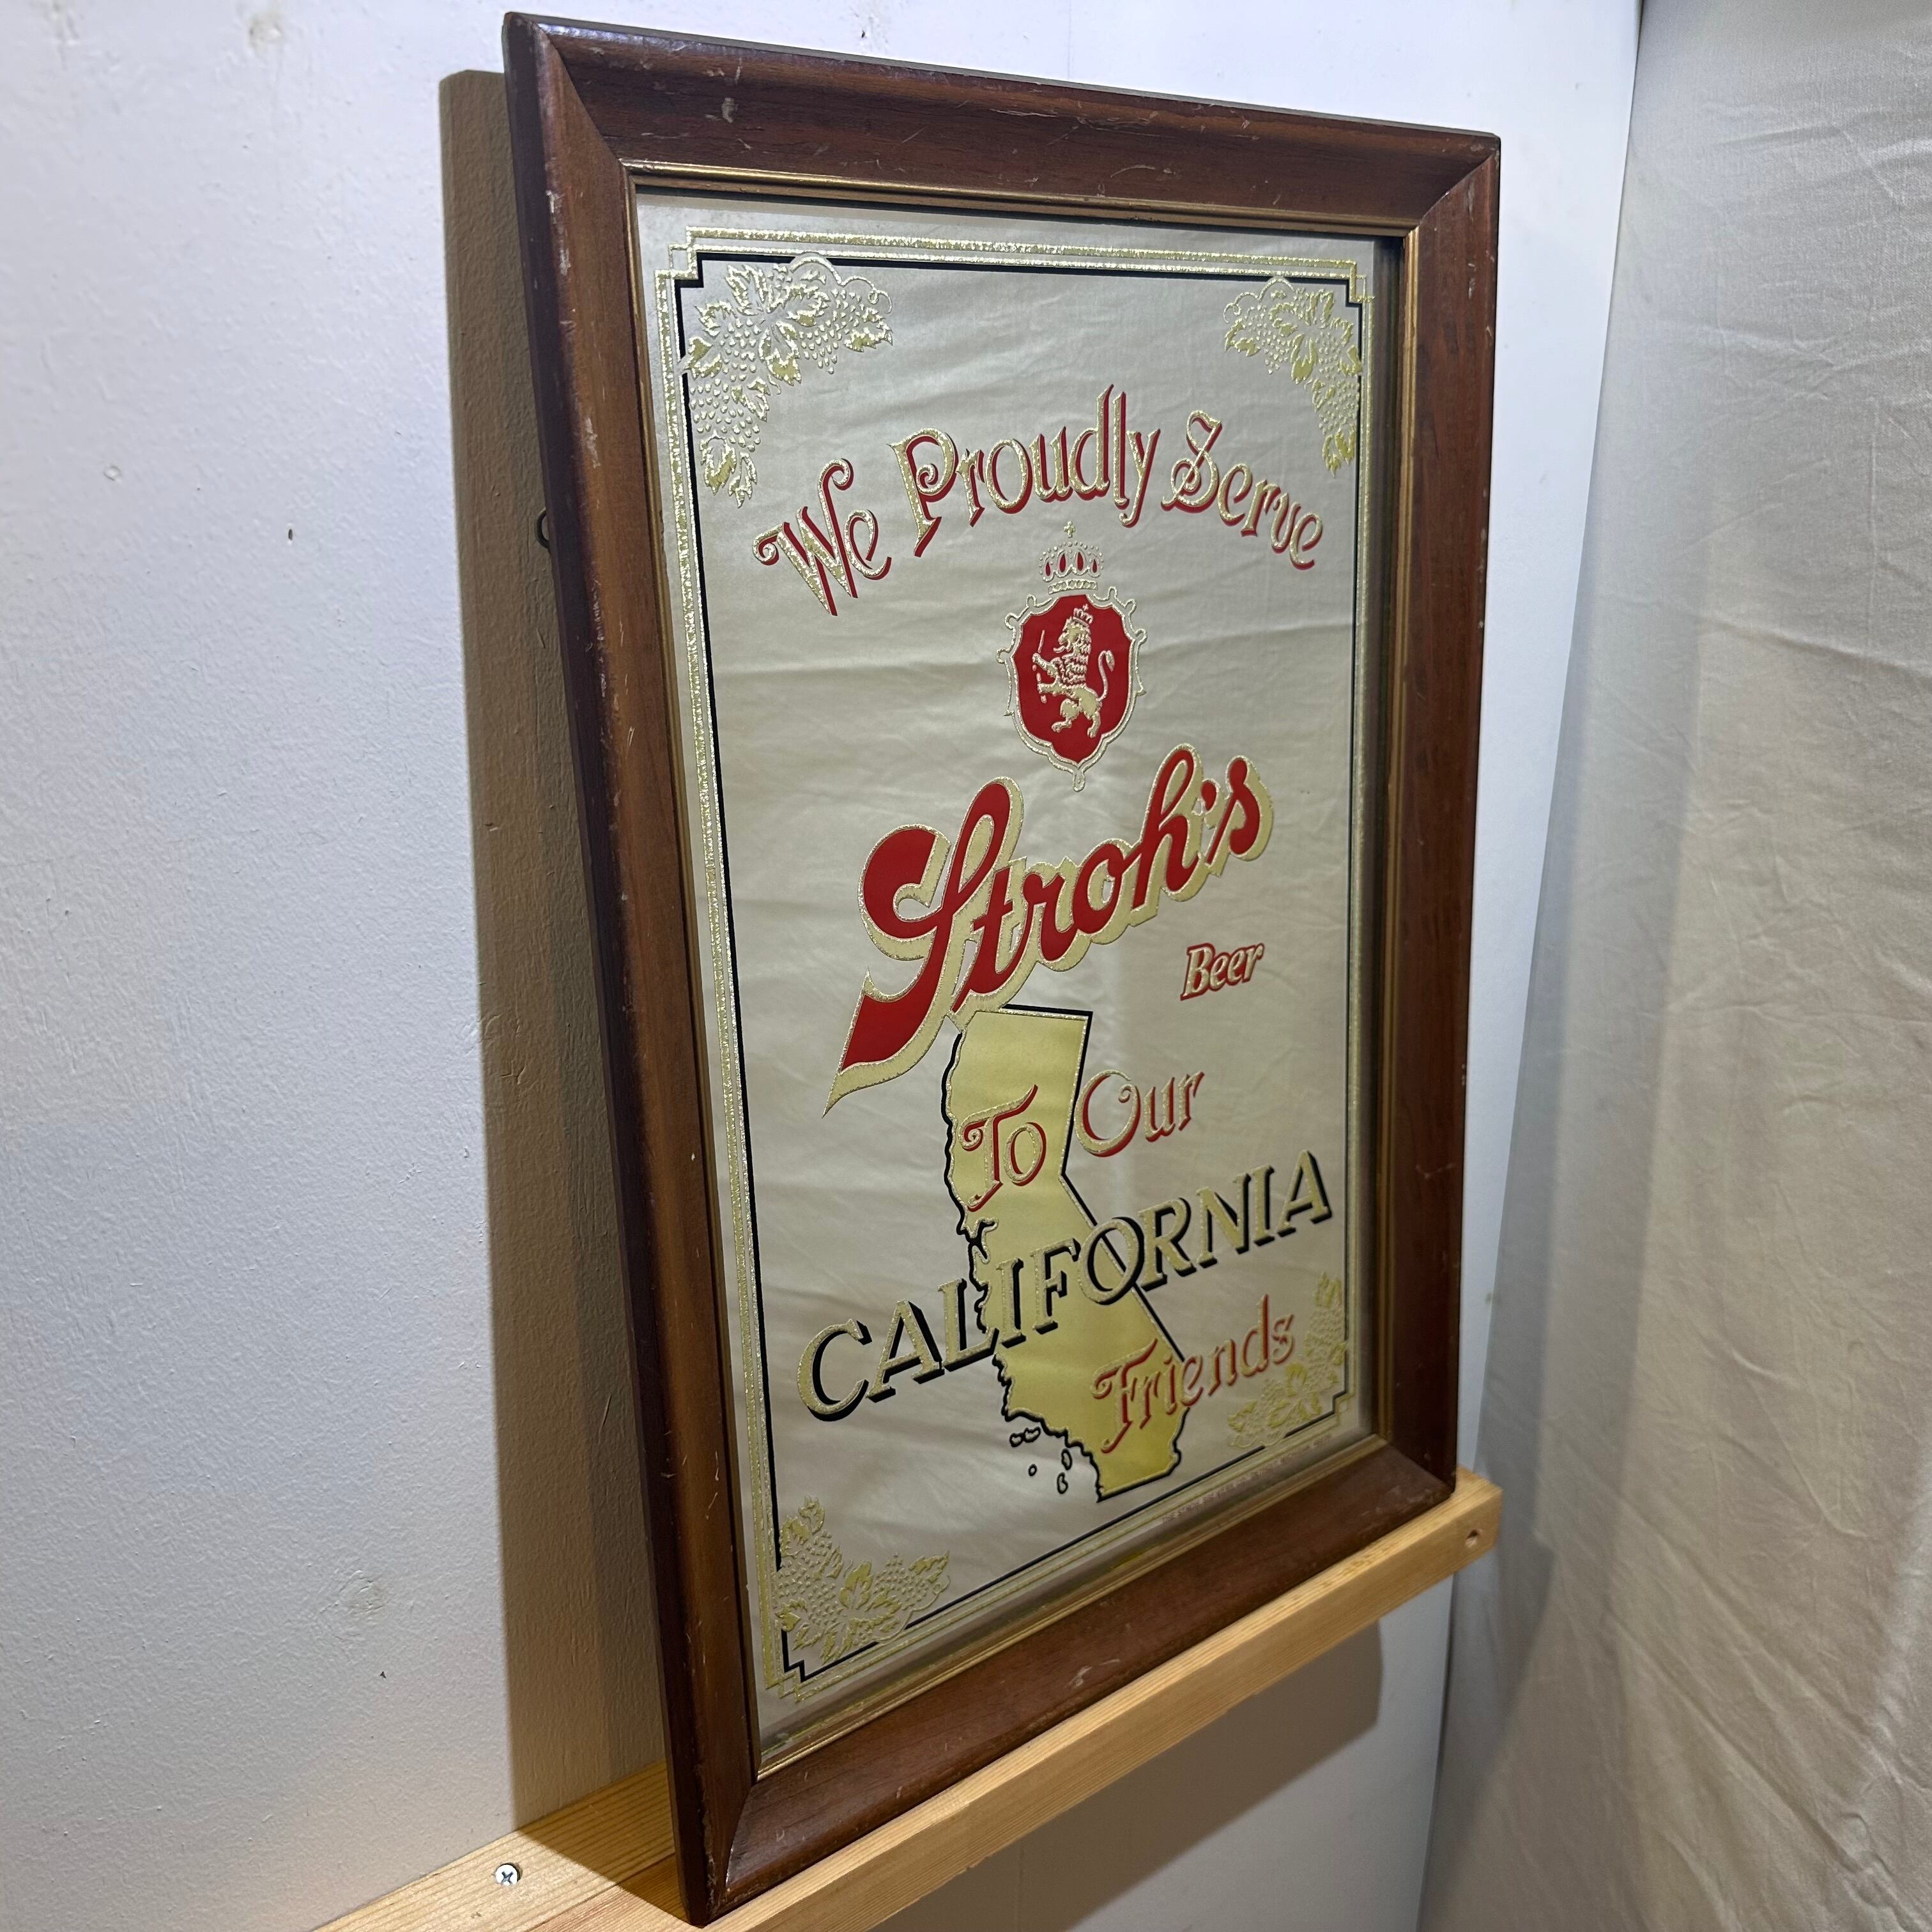 We Proudly Serve
Stroh's
Beer
To Our
CALIFORNIA
Friends